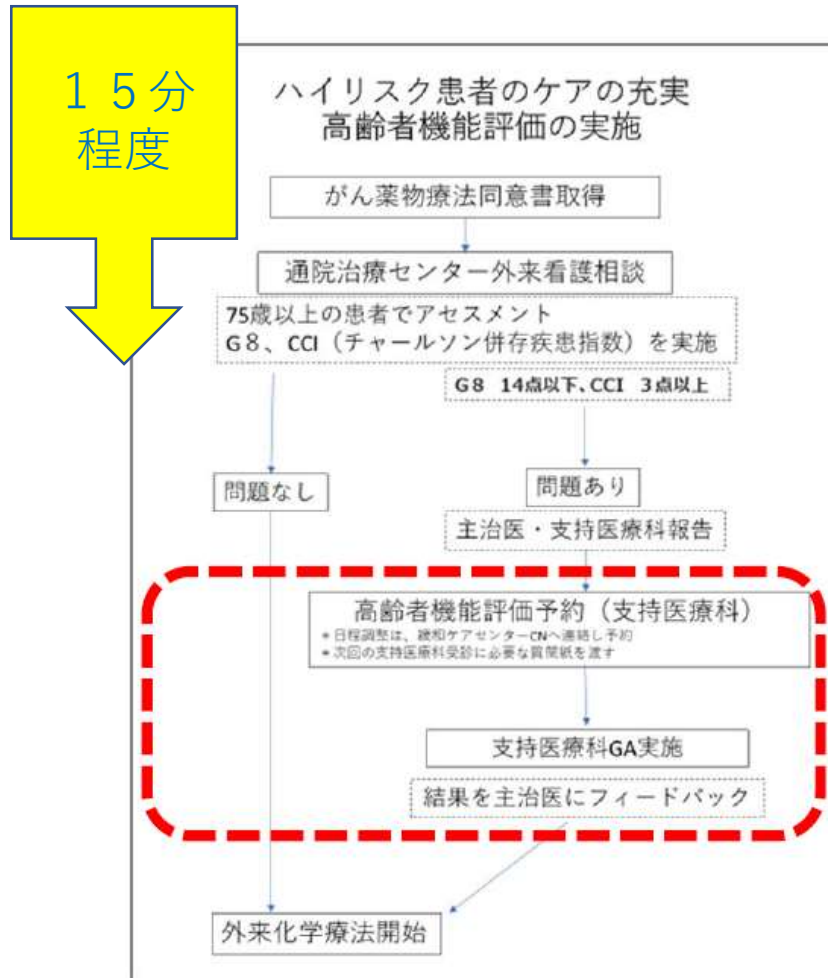 １５分
程度
ハイリスク患者のケアの充実
高齢者機能評価の実施
がん薬物療法同意書取得
通院治療センター外来看護相談
75歳以上の患者でアセスメント
G８、CCI（チャールソン併存疾患指数）を実施
G８　14点以下、CCI　3点以上
問題なし
問題あり
主治医・支持医療科報告
高齢者機能評価予約（支持医療科）
＊日程調整は、緩和ケアセンターCNへ連絡し予約
＊次回の支持医療科受診に必要な質問紙を渡す
支持医療科GA実施
結果を主治医にフィードバック
外来化学療法開始